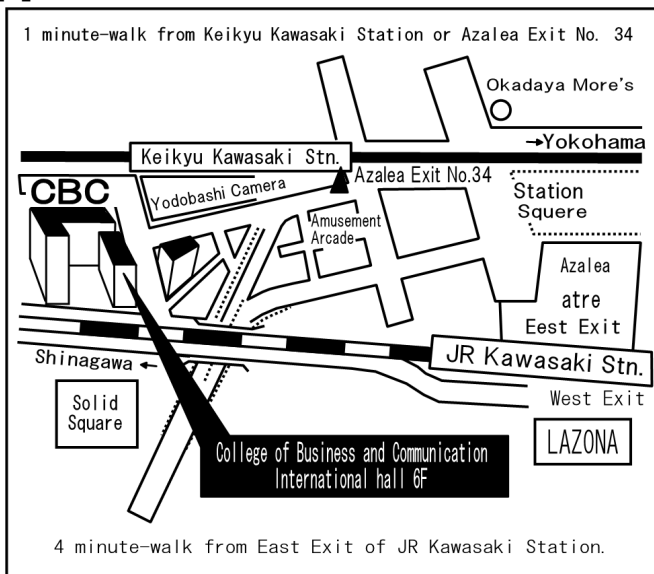 1 minute-walk from Keikyu Kawasaki Station or Azalea Exit No. 34
Okadaya More's
→Yokohama
Keikyu Kawasaki Stn.
Azalea Exit No.34
CBC
Yodobashi Camera
Station
Squere
Amusement
Arcade
Azalea
atre
Eest Exit
JR Kawasaki Stn.
Shinagawa ←
West Exit
Solid
Square
LAZONA
College of Business and Communication
International hall 6F
4 minute-walk from East Exit of JR Kawasaki Station.